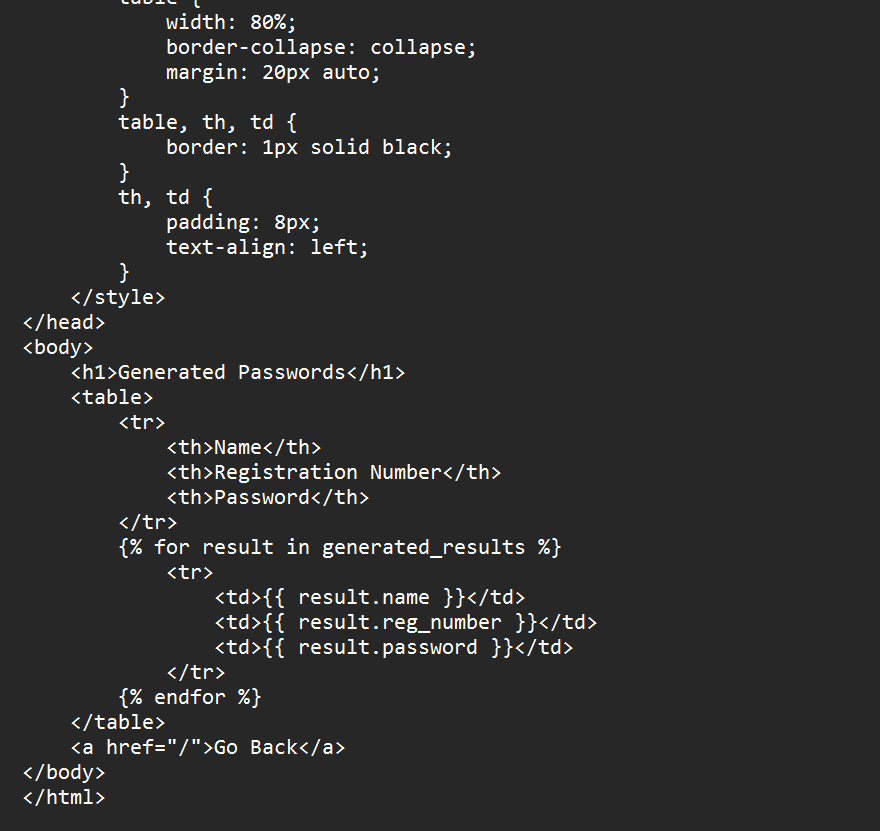 table {
width: 80%;
border-collapse: collapse;
margin: 20px auto;
}
table, th, td {
border: 1px solid black;
}
th, td {
padding: 8px;
text-align: left;
}
</style>
</head>
<body>
<h1>Generated Passwords</h1>
<table>
<tr>
<th>Name</th>
<th>Registration Number</th>
<th>Password</th>
</tr>
{% for result in generated_results %}
<tr>
<td>{{ result.name }}</td>
<td>{{ result.reg_number }}</td>
<td>{{ result.password }}</td>
</tr>
{% endfor %}
</table>
<a href="/">Go Back</a>
</body>
</html>